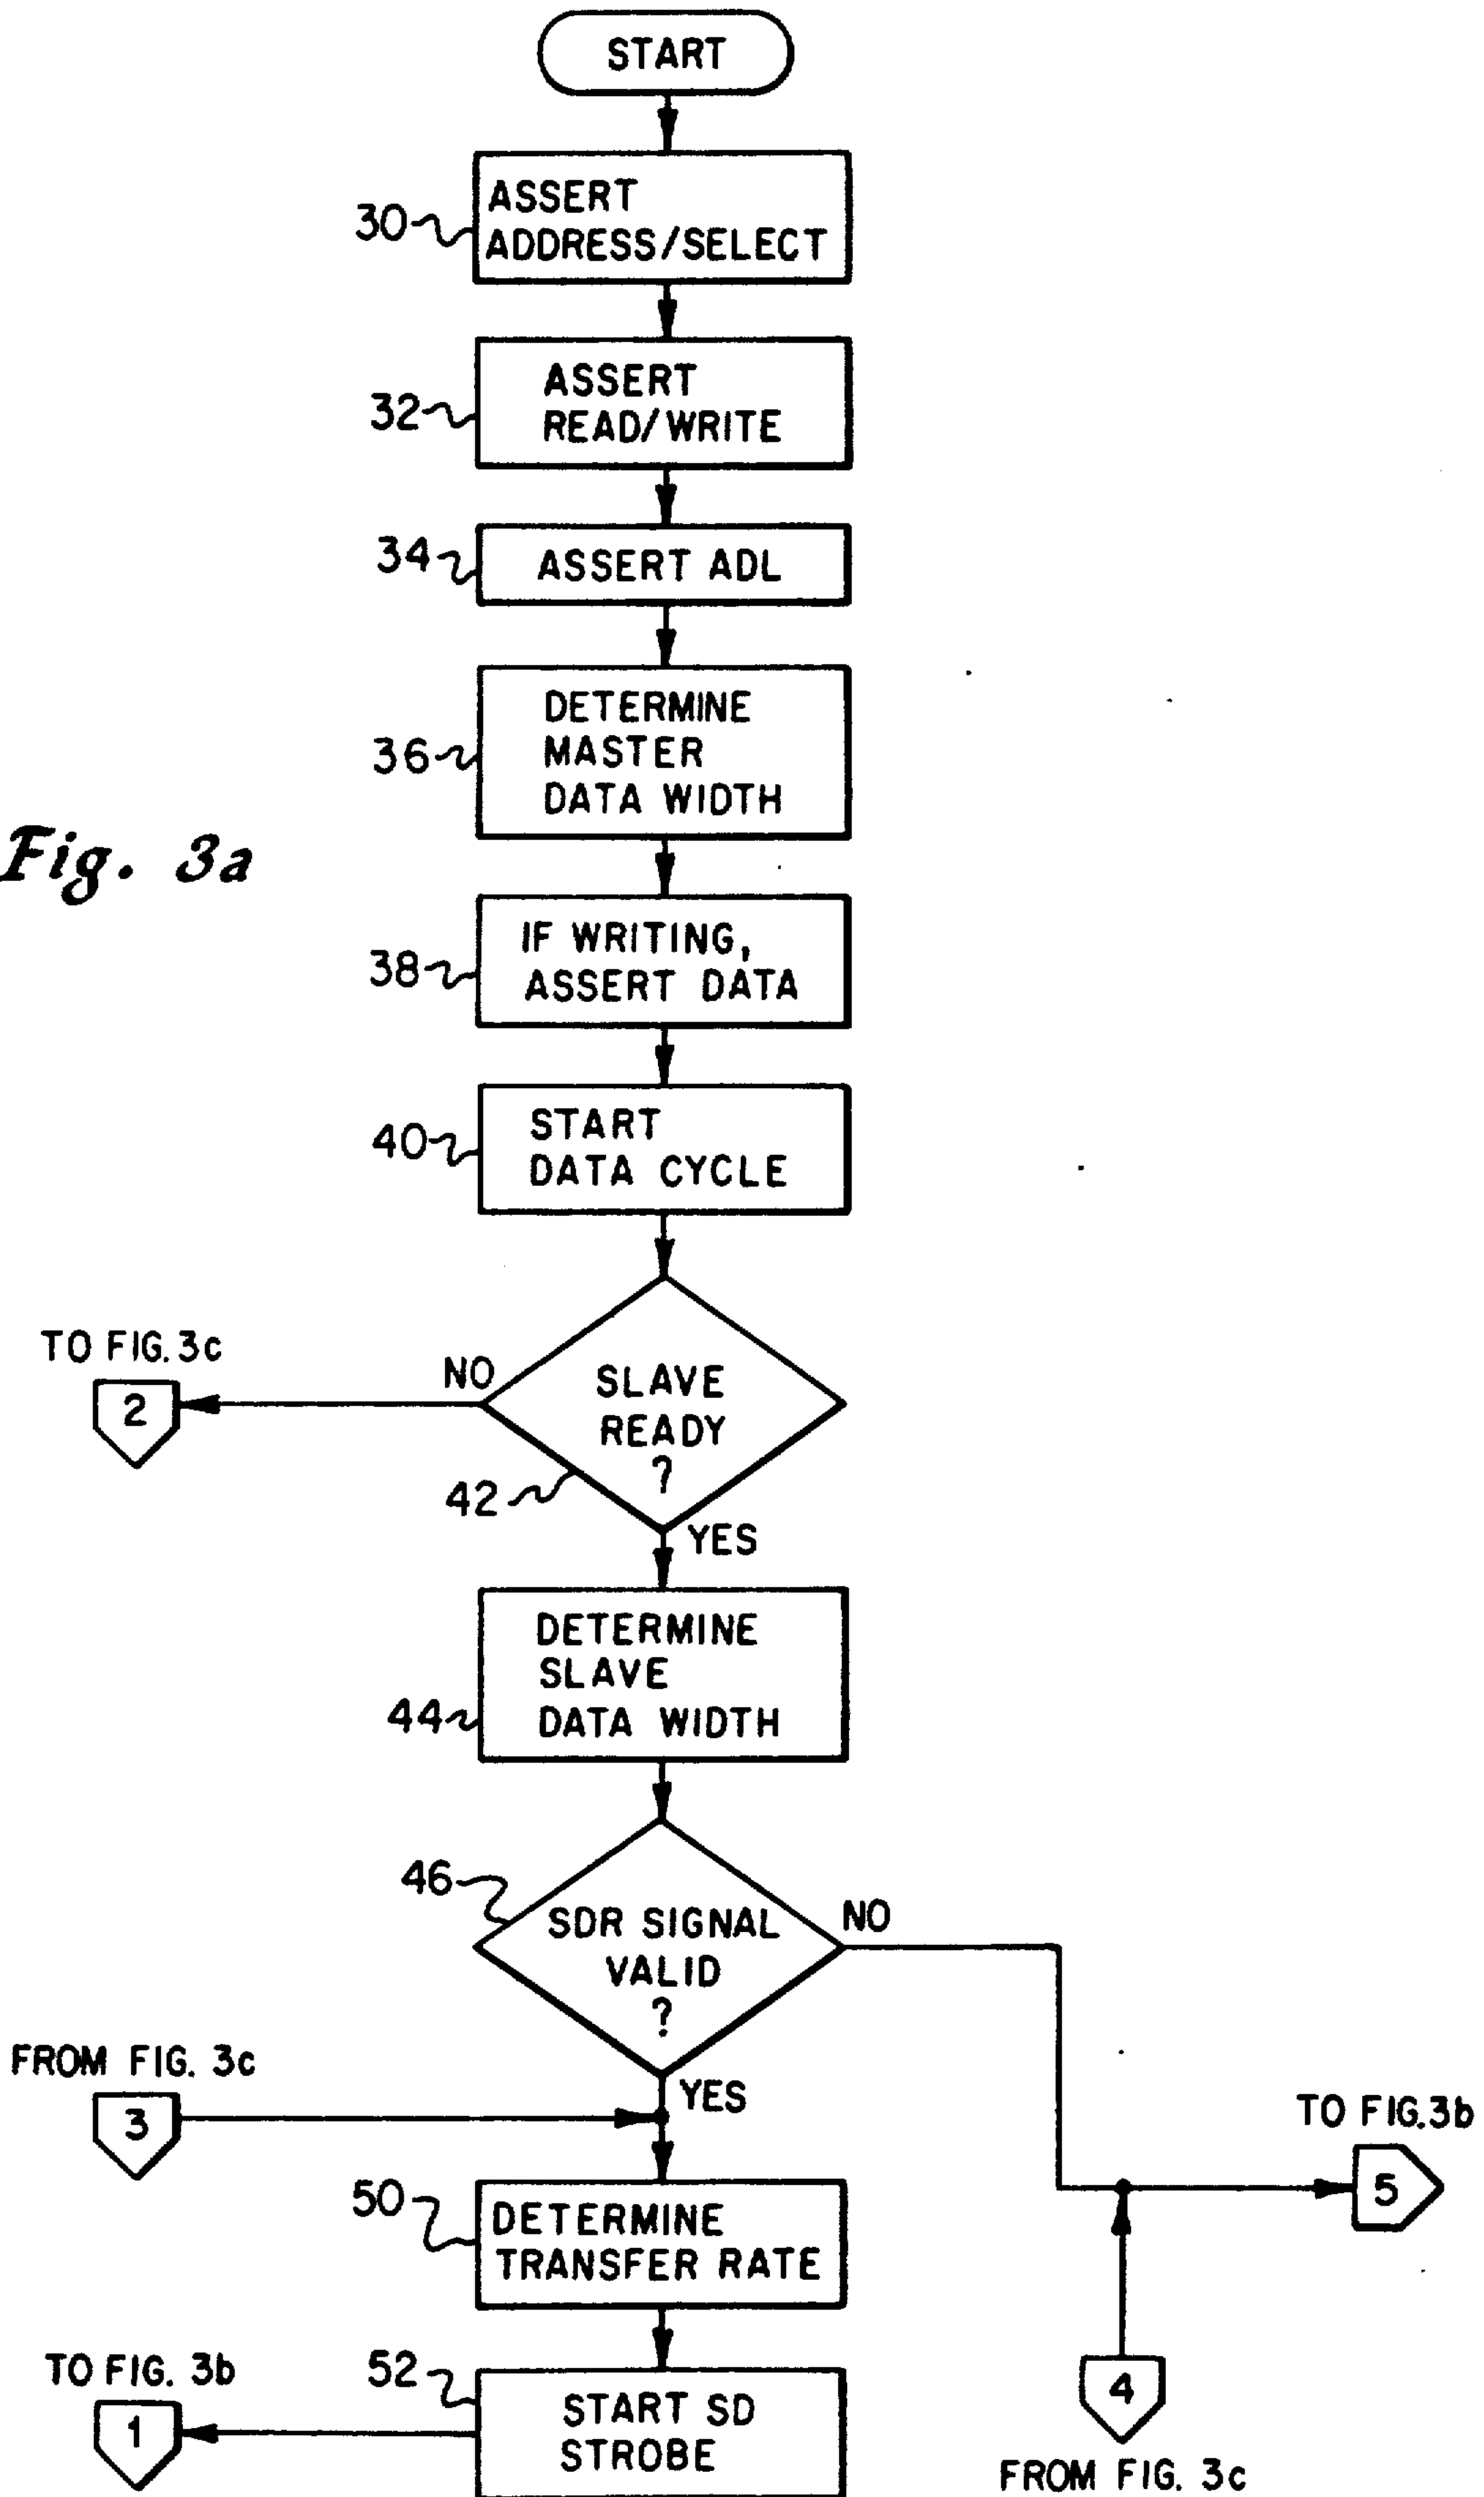 START
30
ASSERT
ADDRESS/SELECT
32
ASSERT
READ/WRITE
34
ASSERT ADL
36
DETERMINE
MASTER
DATA WIDTH
Fig. 3a
38
IF WRITING,
ASSERT DATA
40
START
DATA CYCLE
TO FIG. 3c
2
NO
SLAVE
READY
?
42
YES
44
DETERMINE
SLAVE
DATA WIDTH
46
SDR SIGNAL
VALID
?
NO
YES
FROM FIG. 3c
3
TO FIG. 3b
5
50
DETERMINE
TRANSFER RATE
TO FIG. 3b
1
52
START SD
STROBE
4
FROM FIG. 3c